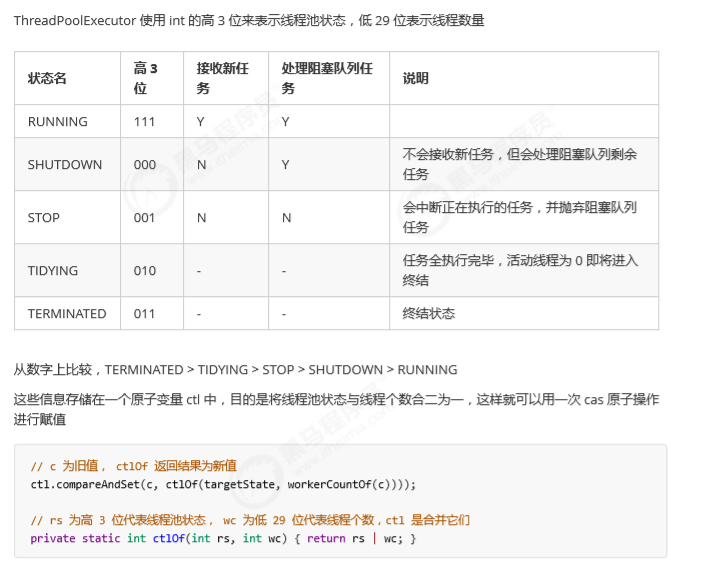 ThreadPoolExecutor 使用 int 的高 3 位来表示线程池状态，低 29 位表示线程数量
状态名 高 3 位 接收新任务 处理阻塞队列任务 说明
RUNNING 111 Y Y
SHUTDOWN 000 N Y 不会接收新任务，但会处理阻塞队列剩余任务
STOP 001 N N 会中断正在执行的任务，并抛弃阻塞队列任务
TIDYING 010 - - 任务全执行完毕，活动线程为 0 即将进入终结
TERMINATED 011 - - 终结状态
从数字上比较，TERMINATED > TIDYING > STOP > SHUTDOWN > RUNNING
这些信息存储在一个原子变量 ctl 中，目的是将线程池状态与线程个数合二为一，这样就可以用一次 cas 原子操作
进行赋值
// c 为旧值， ctlOf 返回结果为新值
ctl.compareAndSet(c, ctlOf(targetState, workerCountOf(c))));
// rs 为高 3 位代表线程池状态， wc 为低 29 位代表线程个数，ctl 是合并它们
private static int ctlOf(int rs, int wc) { return rs | wc; }